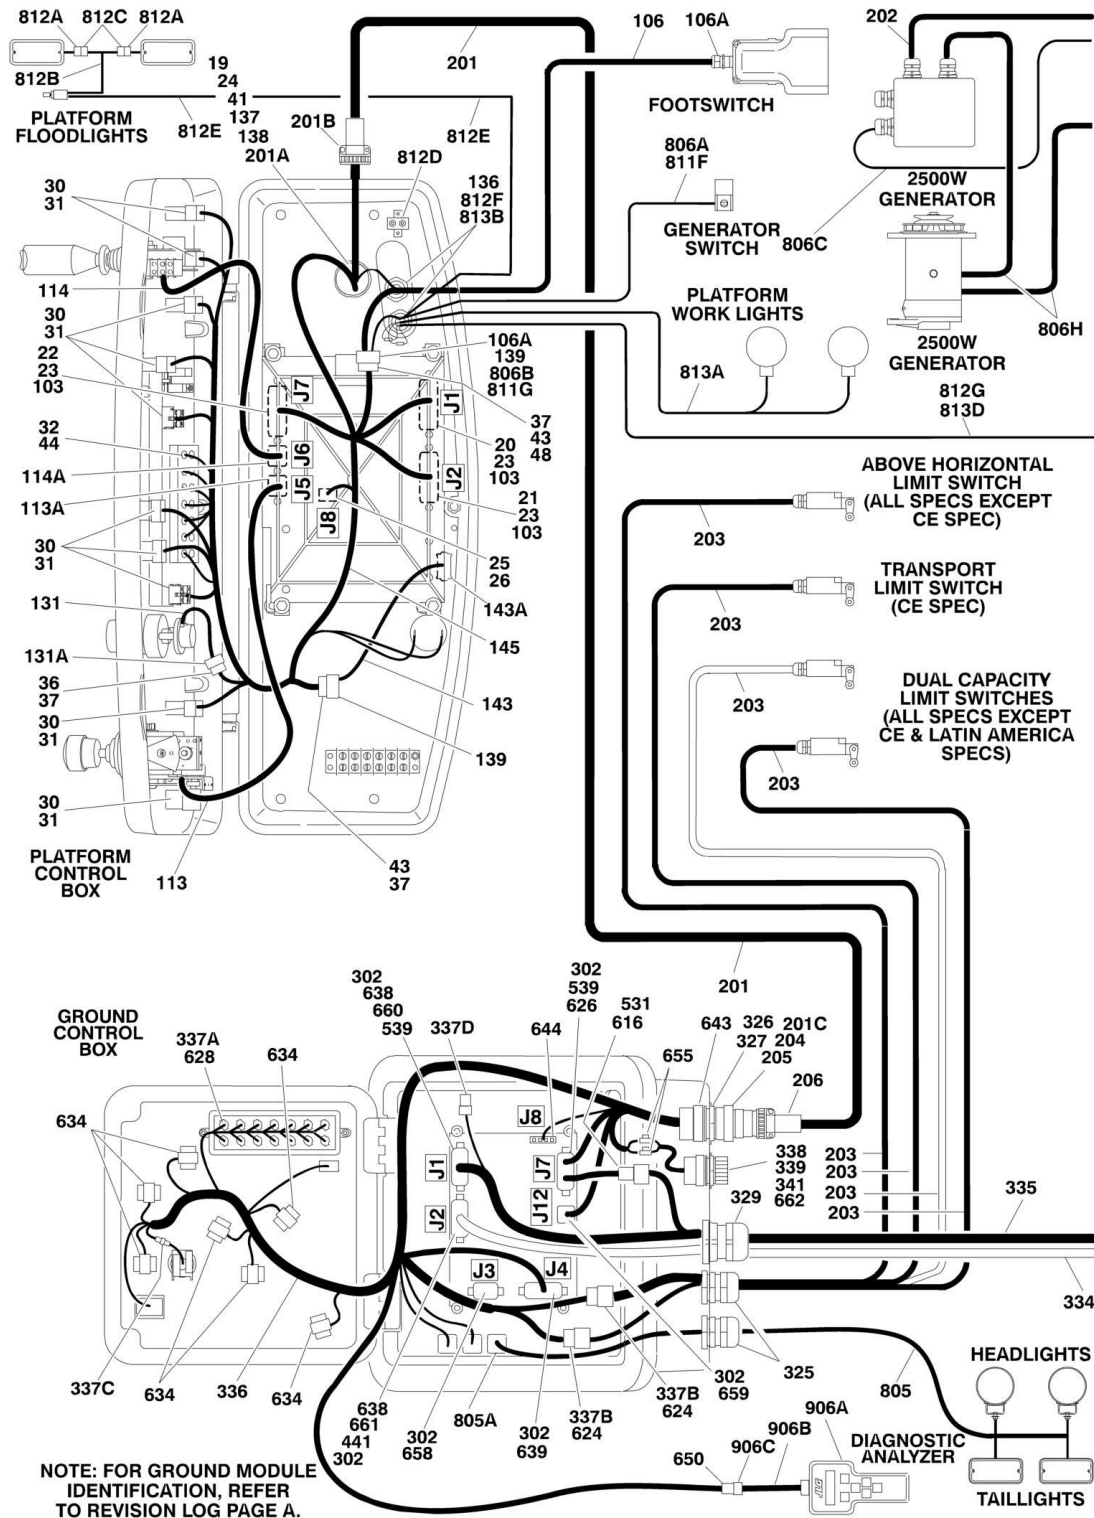 812A 812C 812A
812B
PLATFORM
FLOODLIGHTS
19
24
41
137
138
201A
812E
201B
201
812E
812D
136
812F
813B
106 106A
FOOTSWITCH
806A
811F
GENERATOR
SWITCH
202
2500W
GENERATOR
806C
806H
2500W
GENERATOR
PLATFORM
WORK LIGHTS
813A
812G
813D
30
31
114
30
31
22
23
103
32
44
114A
113A
30
31
131
131A
36
37
30
31
30
31
PLATFORM
CONTROL
BOX
113
J7
J6
J5
J8
J1
J2
106A
139
806B
811G
37
43
48
20
23
103
21
23
103
25
26
143A
145
143
139
43
37
ABOVE HORIZONTAL
LIMIT SWITCH
(ALL SPECS EXCEPT
CE SPEC)
203
TRANSPORT
LIMIT SWITCH
(CE SPEC)
203
DUAL CAPACITY
LIMIT SWITCHES
(ALL SPECS EXCEPT
CE & LATIN AMERICA
SPECS)
203
203
201
GROUND
CONTROL
BOX
337A
628
634
634
302
638
660
539
337D
644
302
539
626
531
616
655
643
326
327
201C
204
205
206
J8
J1
J7
J2
J12
J3
J4
338
339
341
662
329
203
203
203
203
335
334
337C
634
336
634
638
661
441
302
302
658
805A
302
639
337B
624
337B
624
302
659
325
805
HEADLIGHTS
TAILLIGHTS
906A
906B
906C
650
DIAGNOSTIC
ANALYZER
NOTE: FOR GROUND MODULE
IDENTIFICATION, REFER
TO REVISION LOG PAGE A.